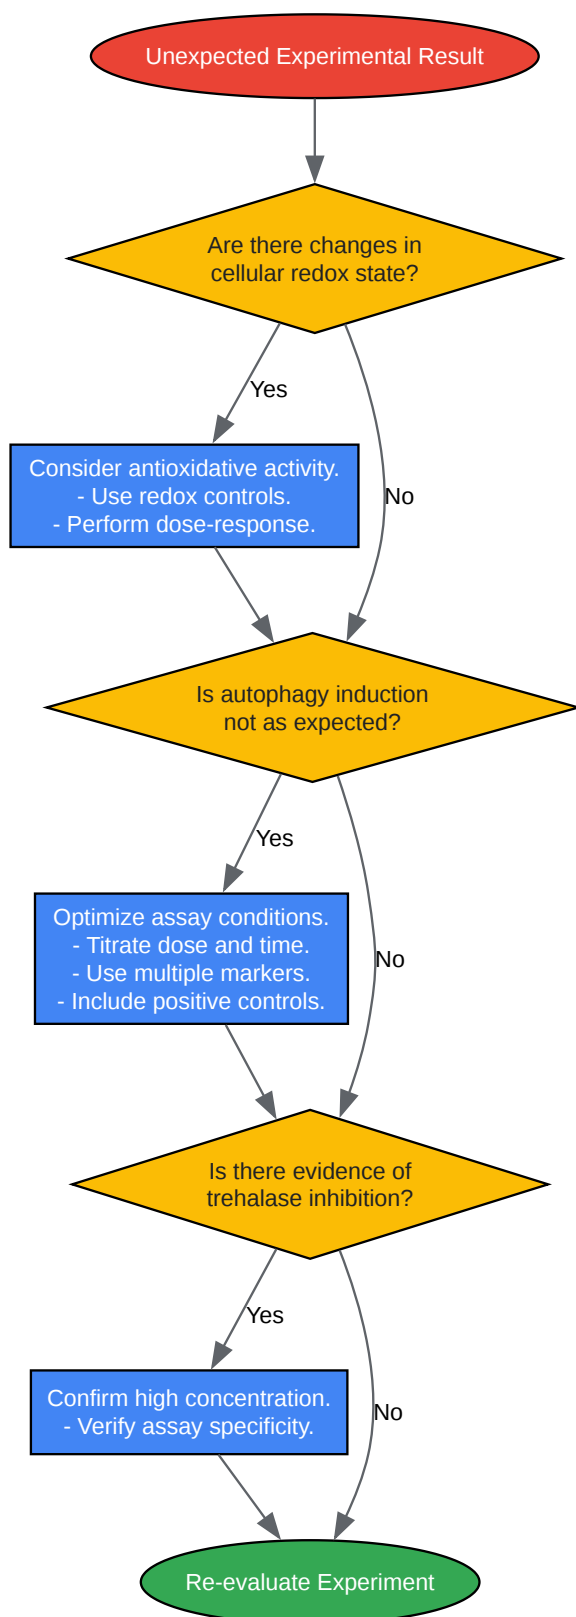 Unexpected Experimental Result
Are there changes in
cellular redox state?
Yes
Consider antioxidative activity.
- Use redox controls.
- Perform dose-response.
No
Is autophagy induction
not as expected?
Yes
Optimize assay conditions.
- Titrate dose and time.
- Use multiple markers.
- Include positive controls.
No
Is there evidence of
trehalase inhibition?
Yes
Confirm high concentration.
- Verify assay specificity.
No
Re-evaluate Experiment